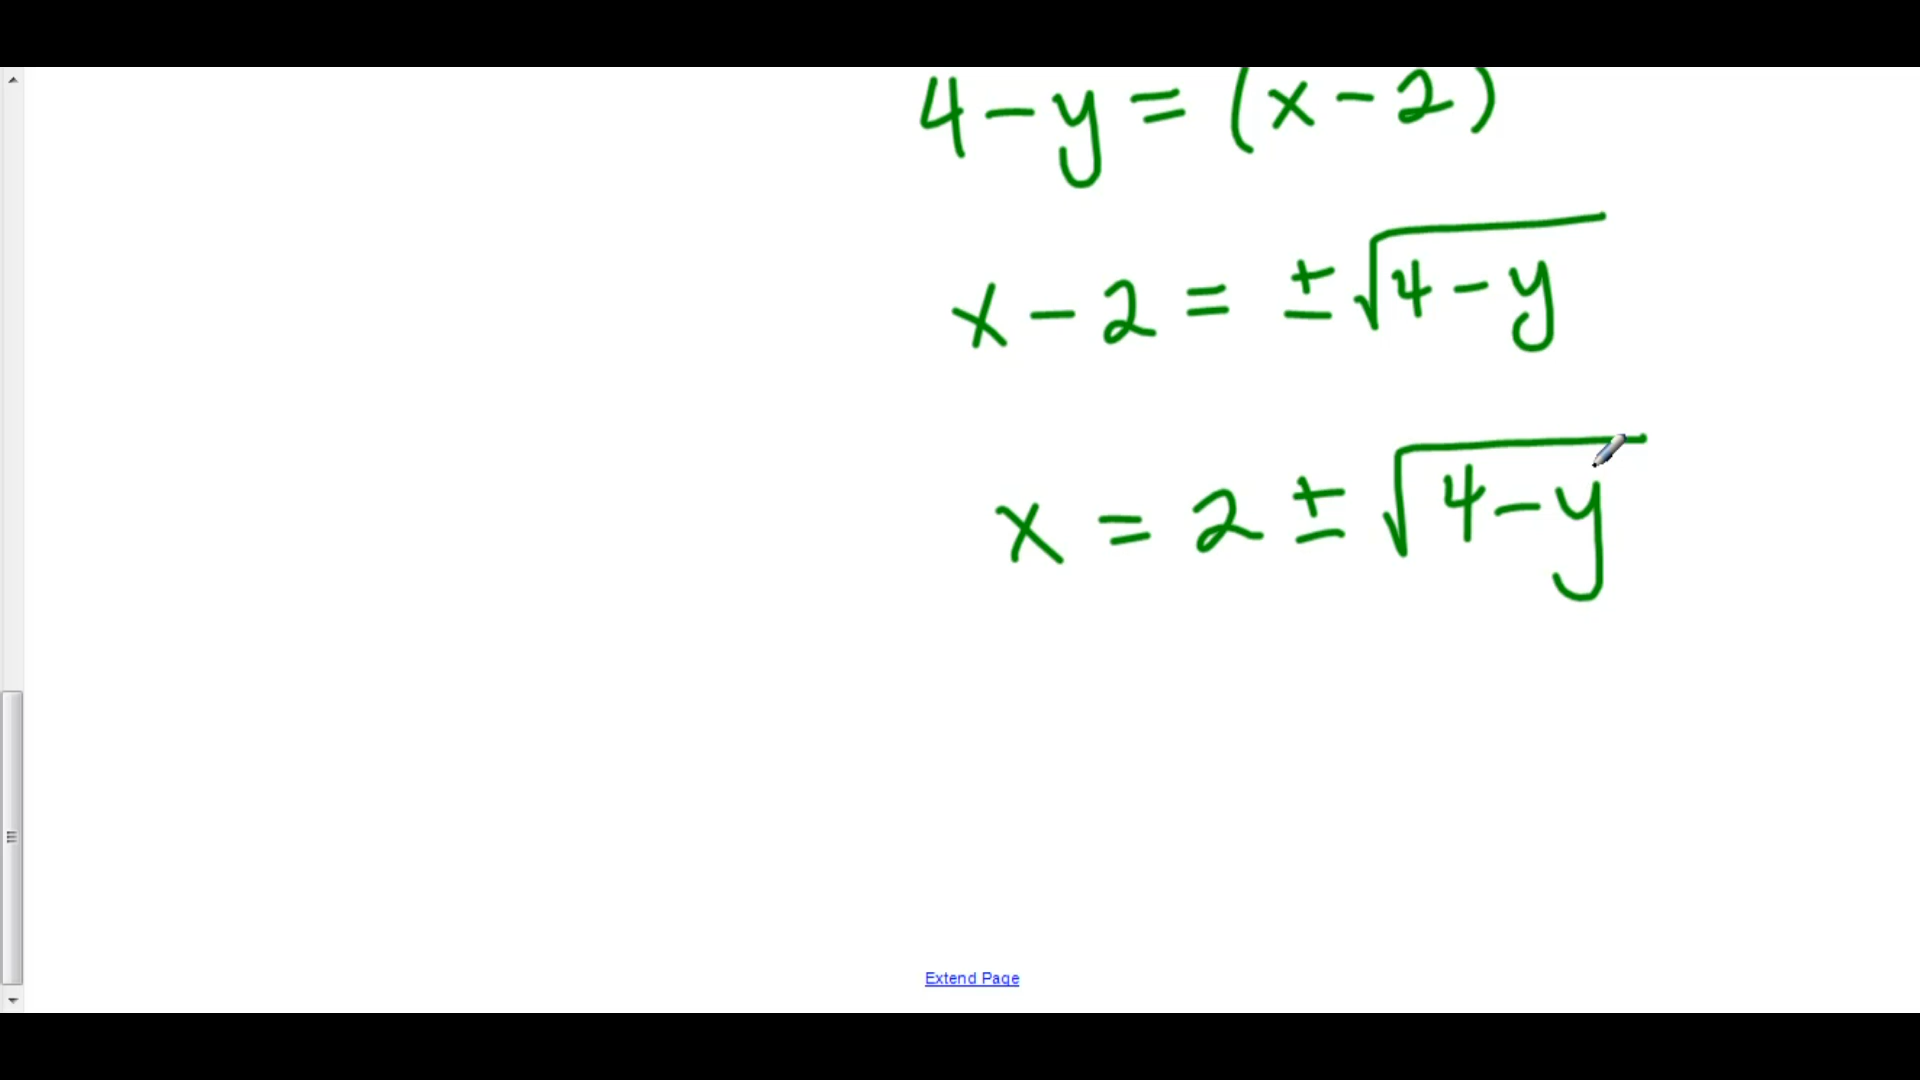 4 - y = (x - 2)
x - 2 = ± √4 - y
x = 2 ± √4 - y
Extend Page